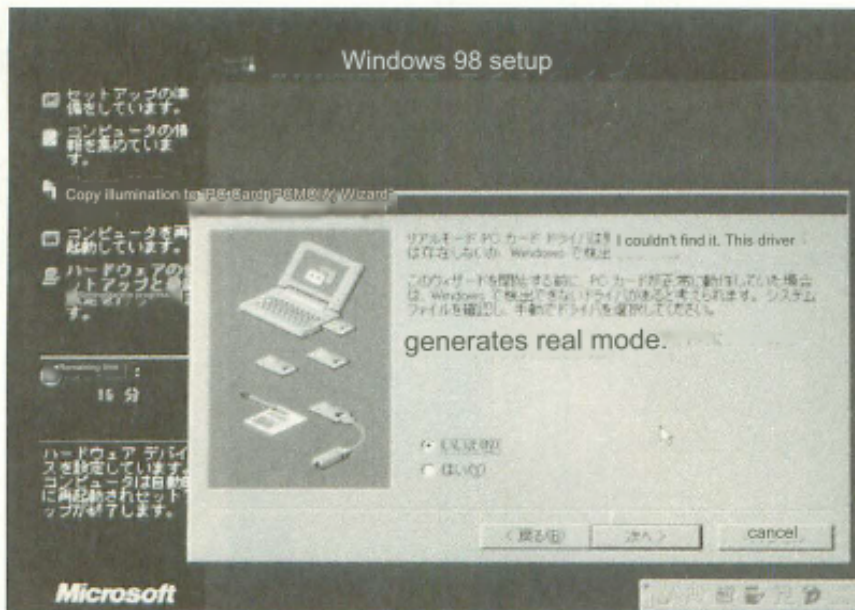 Windows 98 setup
セットアップの準
備をしています。
コンピュータの情
報を集めていま
す。
Copy illumination to "PC Card (PCMCIA) Wizard"
コンピュータを再
起動しています。
ハードウェアの
ットアップと
す。
Remaining time :
15 分
ハードウェア デバイ
スを設定しています。
コンピュータは自動的
に再起動されセット
ップが終了します。
リアルモード PC カード ドライバは I couldn't find it. This driver
は存在しないか、Windows で検出
このウィザードを開始する前に、PC カードが正常に動作していた場合
は、Windows で検出できないドライバがあると考えられます。システム
ファイルを確認し、手動でドライバを選択してください。
generates real mode.
いいえ(N)
はい(Y)
< 戻る(B)
次へ >
cancel
Microsoft